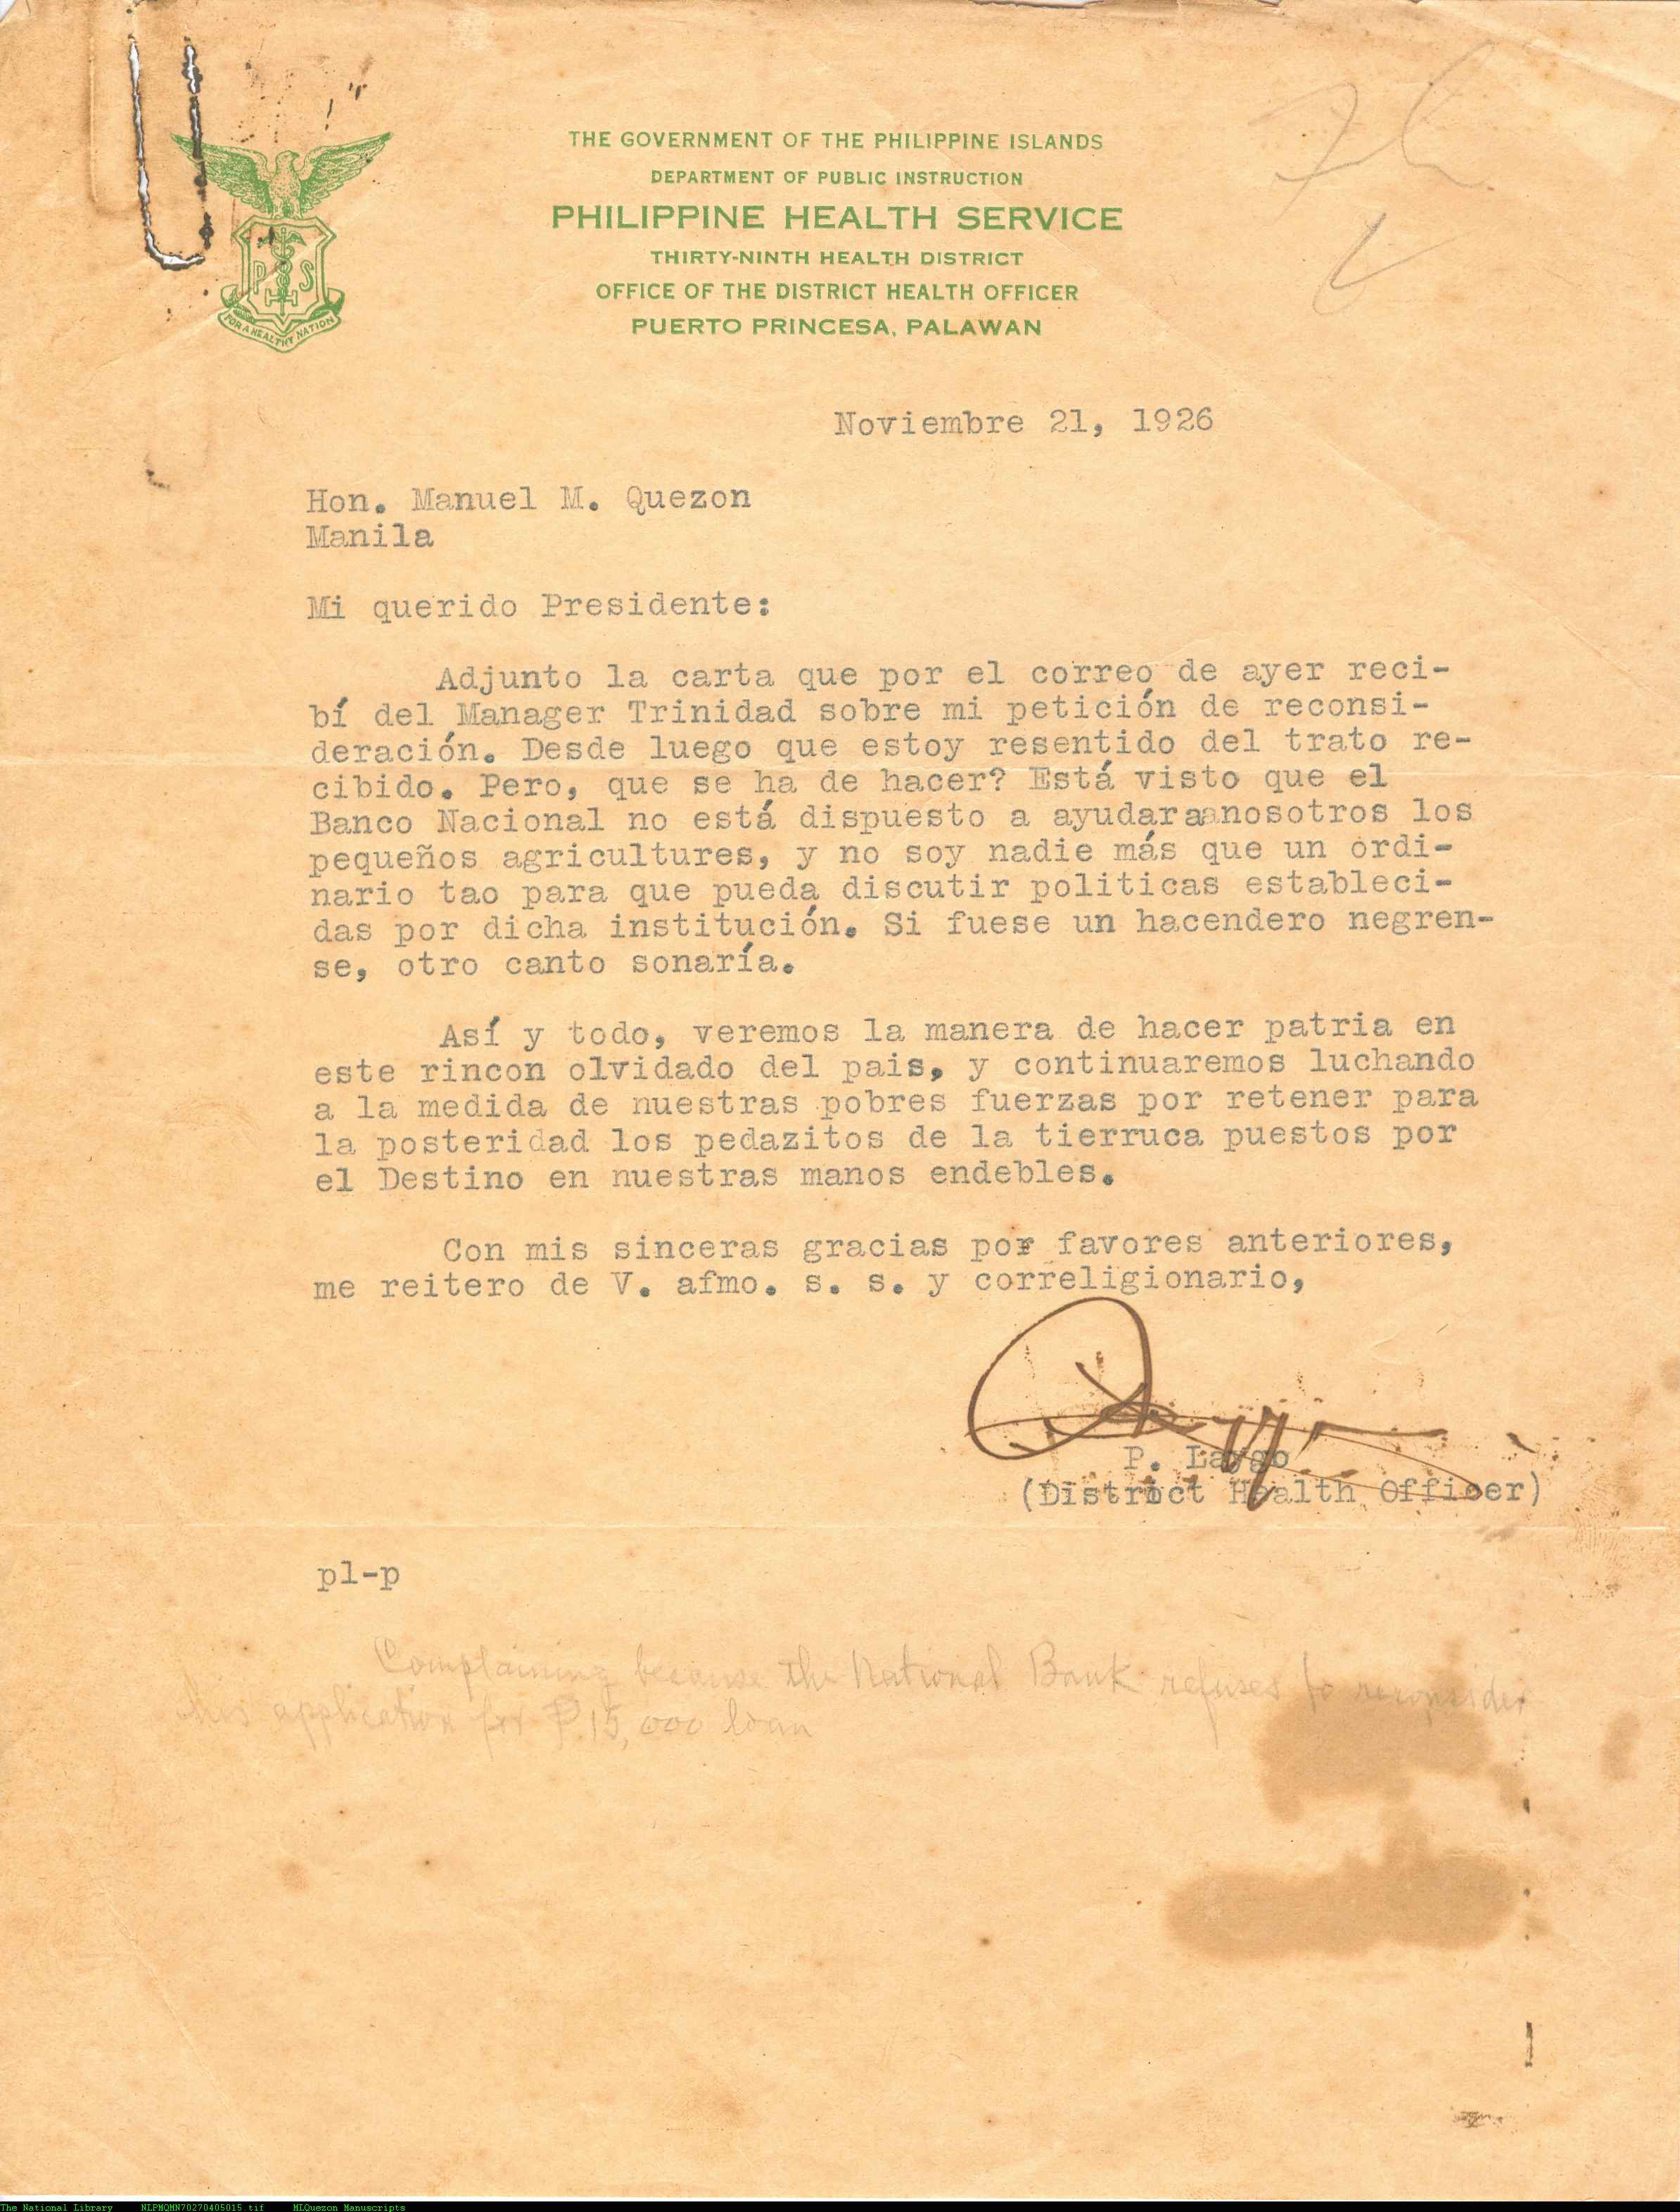 THE GOVERNMENT OF THE PHILIPPINE ISLANDS
DEPARTMENT OF PUBLIC INSTRUCTION
PHILIPPINE HEALTH SERVICE
THIRTY-NINTH HEALTH DISTRICT
OFFICE OF THE DISTRICT HEALTH OFFICER
PUERTO PRINCESA, PALAWAN
P S
FOR A HEALTHY NATION
Noviembre 21, 1926
Hon. Manuel M. Quezon
Manila
Mi querido Presidente:
Adjunto la carta que por el correo de ayer reci-
bí del Manager Trinidad sobre mi petición de reconsi-
deración. Desde luego que estoy resentido del trato re-
cibido. Pero, que se ha de hacer? Está visto que el
Banco Nacional no está dispuesto a ayudaraanosotros los
pequeños agricultures, y no soy nadie más que un ordi-
nario tao para que pueda discutir politicas estableci-
das por dicha institución. Si fuese un hacendero negren-
se, otro canto sonaría.
Así y todo, veremos la manera de hacer patria en
este rincon olvidado del pais, y continuaremos luchando
a la medida de nuestras pobres fuerzas por retener para
la posteridad los pedazitos de la tierruca puestos por
el Destino en nuestras manos endebles.
Con mis sinceras gracias por favores anteriores,
me reitero de V. afmo. s. s. y correligionario,
P. Laygo
(District Health Officer)
pl-p
Complaining because the National Bank refuses to reconsider
his application for ₱15,000 loan
The National Library NLPMQMN70270405015.tif MLQuezon Manuscripts